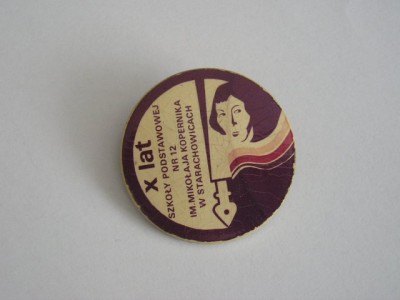 X lat
SZKOŁY PODSTAWOWEJ
NR 12
IM. MIKOŁAJA KOPERNIKA
W STARACHOWICACH